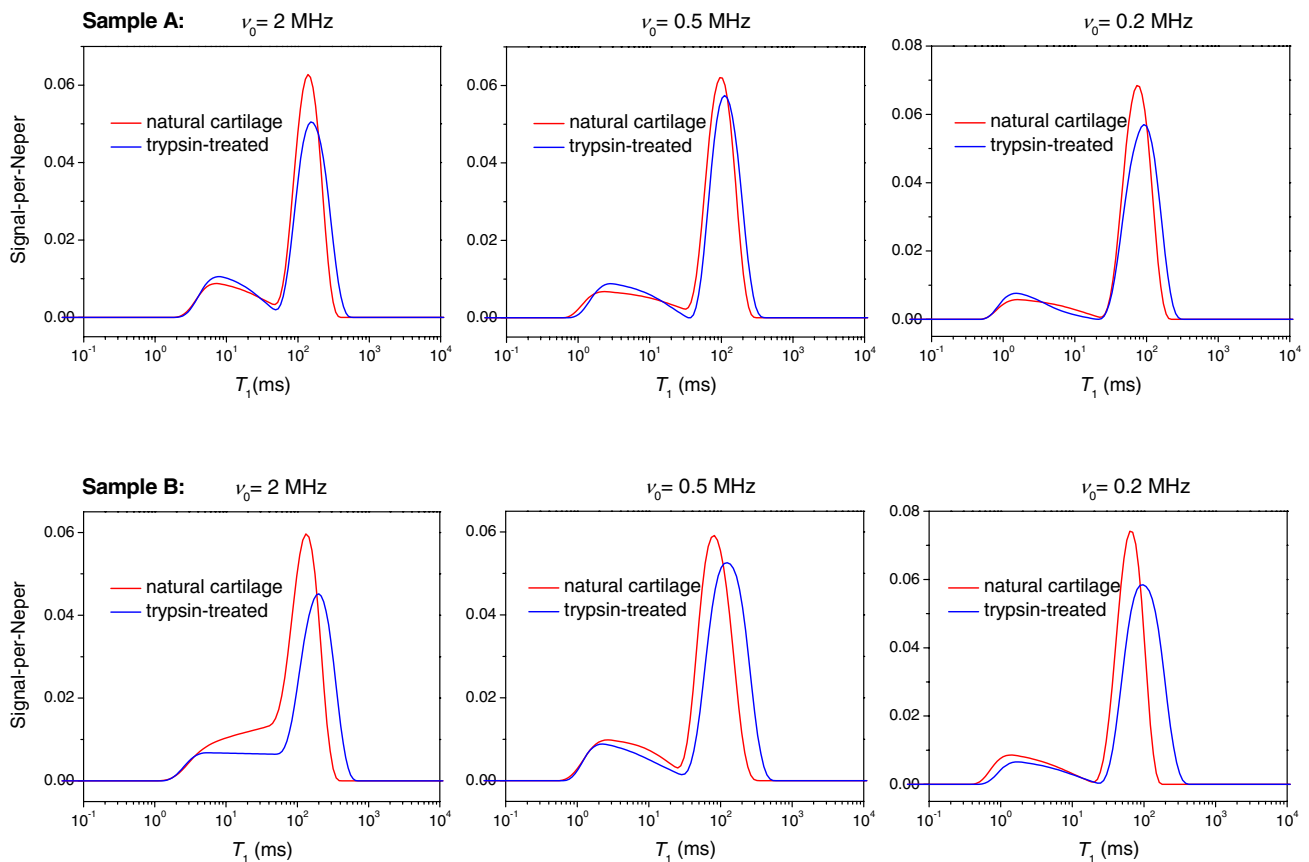 Sample A: ν0= 2 MHz
ν0= 0.5 MHz
ν0= 0.2 MHz
Signal-per-Neper
0.06
0.04
0.02
0.00
natural cartilage
trypsin-treated
10-1 100 101 102 103 104
T1(ms)
0.06
0.04
0.02
0.00
natural cartilage
trypsin-treated
10-1 100 101 102 103 104
T1 (ms)
0.08
0.06
0.04
0.02
0.00
natural cartilage
trypsin-treated
10-1 100 101 102 103 104
T1 (ms)
Sample B: ν0= 2 MHz
ν0= 0.5 MHz
ν0= 0.2 MHz
Signal-per-Neper
0.06
0.04
0.02
0.00
natural cartilage
trypsin-treated
10-1 100 101 102 103 104
T1 (ms)
0.06
0.04
0.02
0.00
natural cartilage
trypsin-treated
10-1 100 101 102 103 104
T1 (ms)
0.08
0.06
0.04
0.02
0.00
natural cartilage
trypsin-treated
10-1 100 101 102 103 104
T1 (ms)